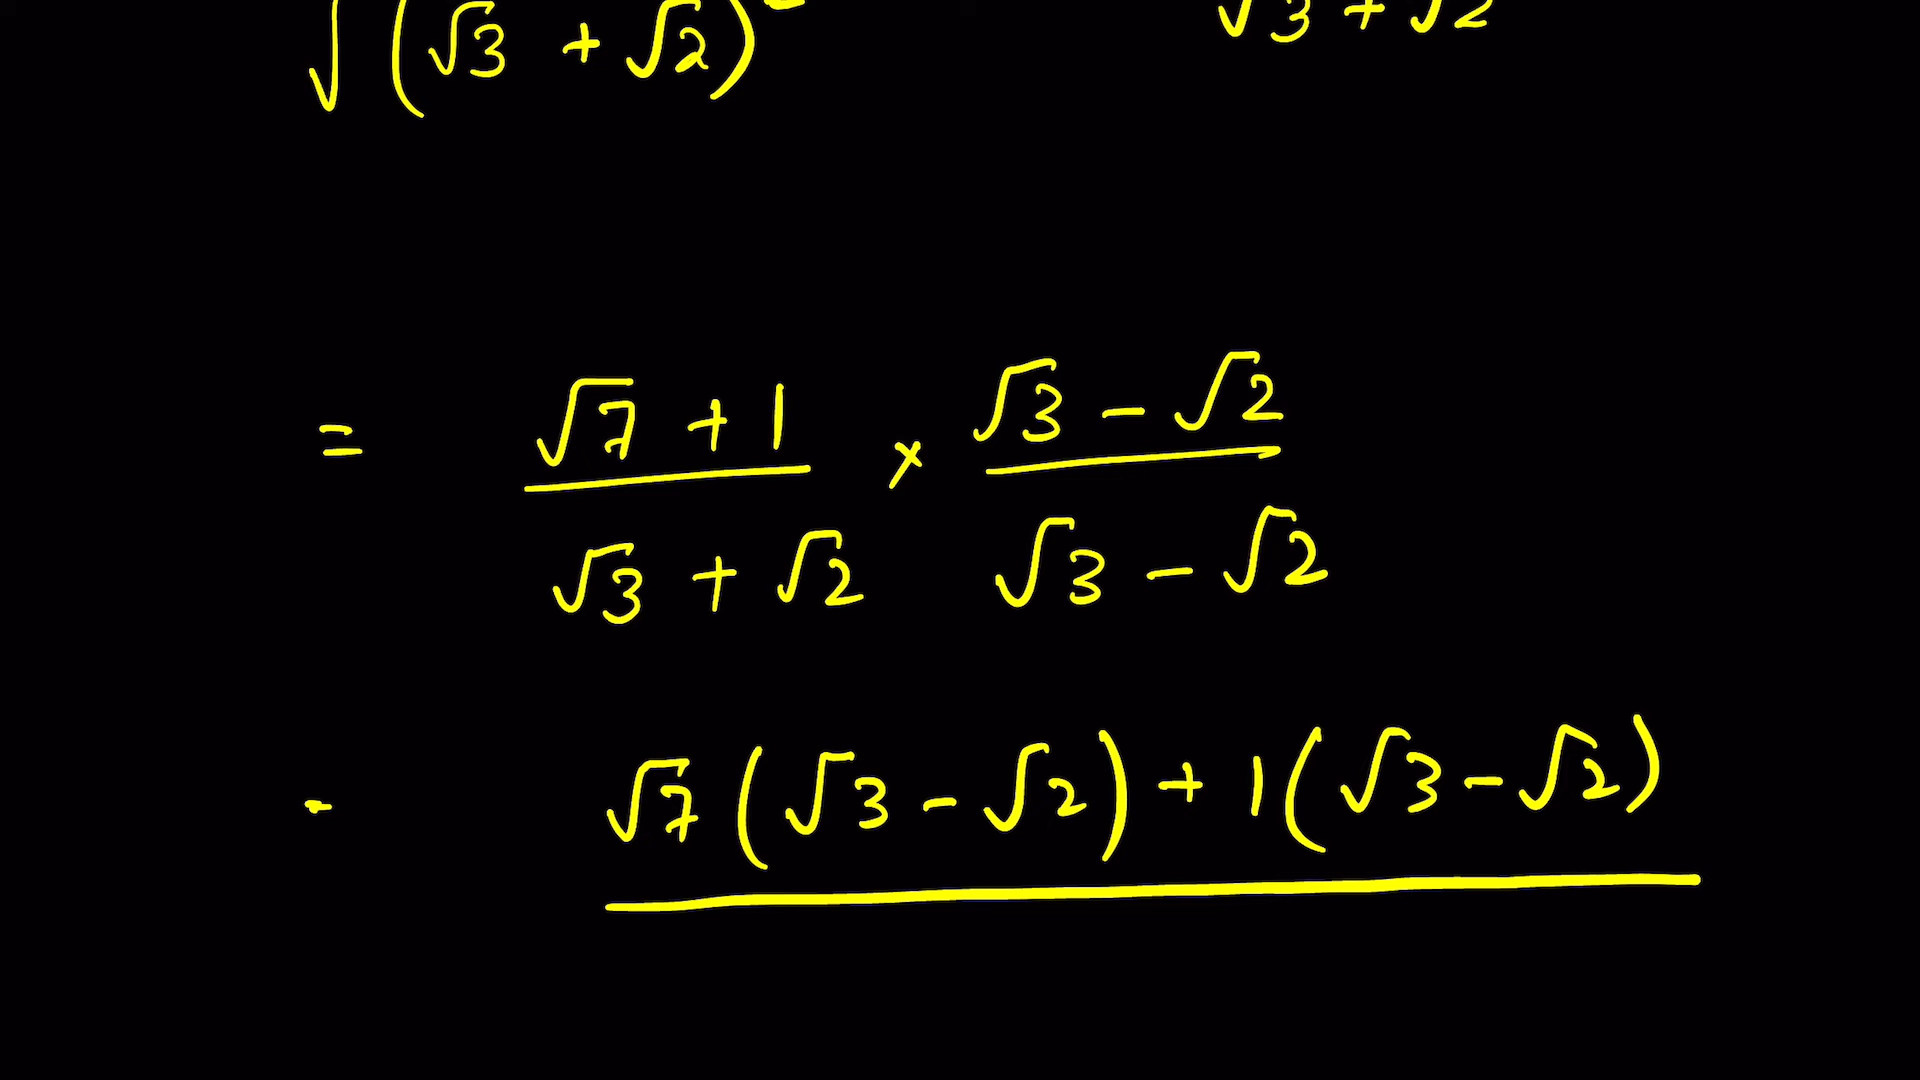 √(√3 + √2)² √3 + √2
= (√7 + 1)/(√3 + √2) × (√3 − √2)/(√3 − √2)
- √7(√3 − √2) + 1(√3 − √2)